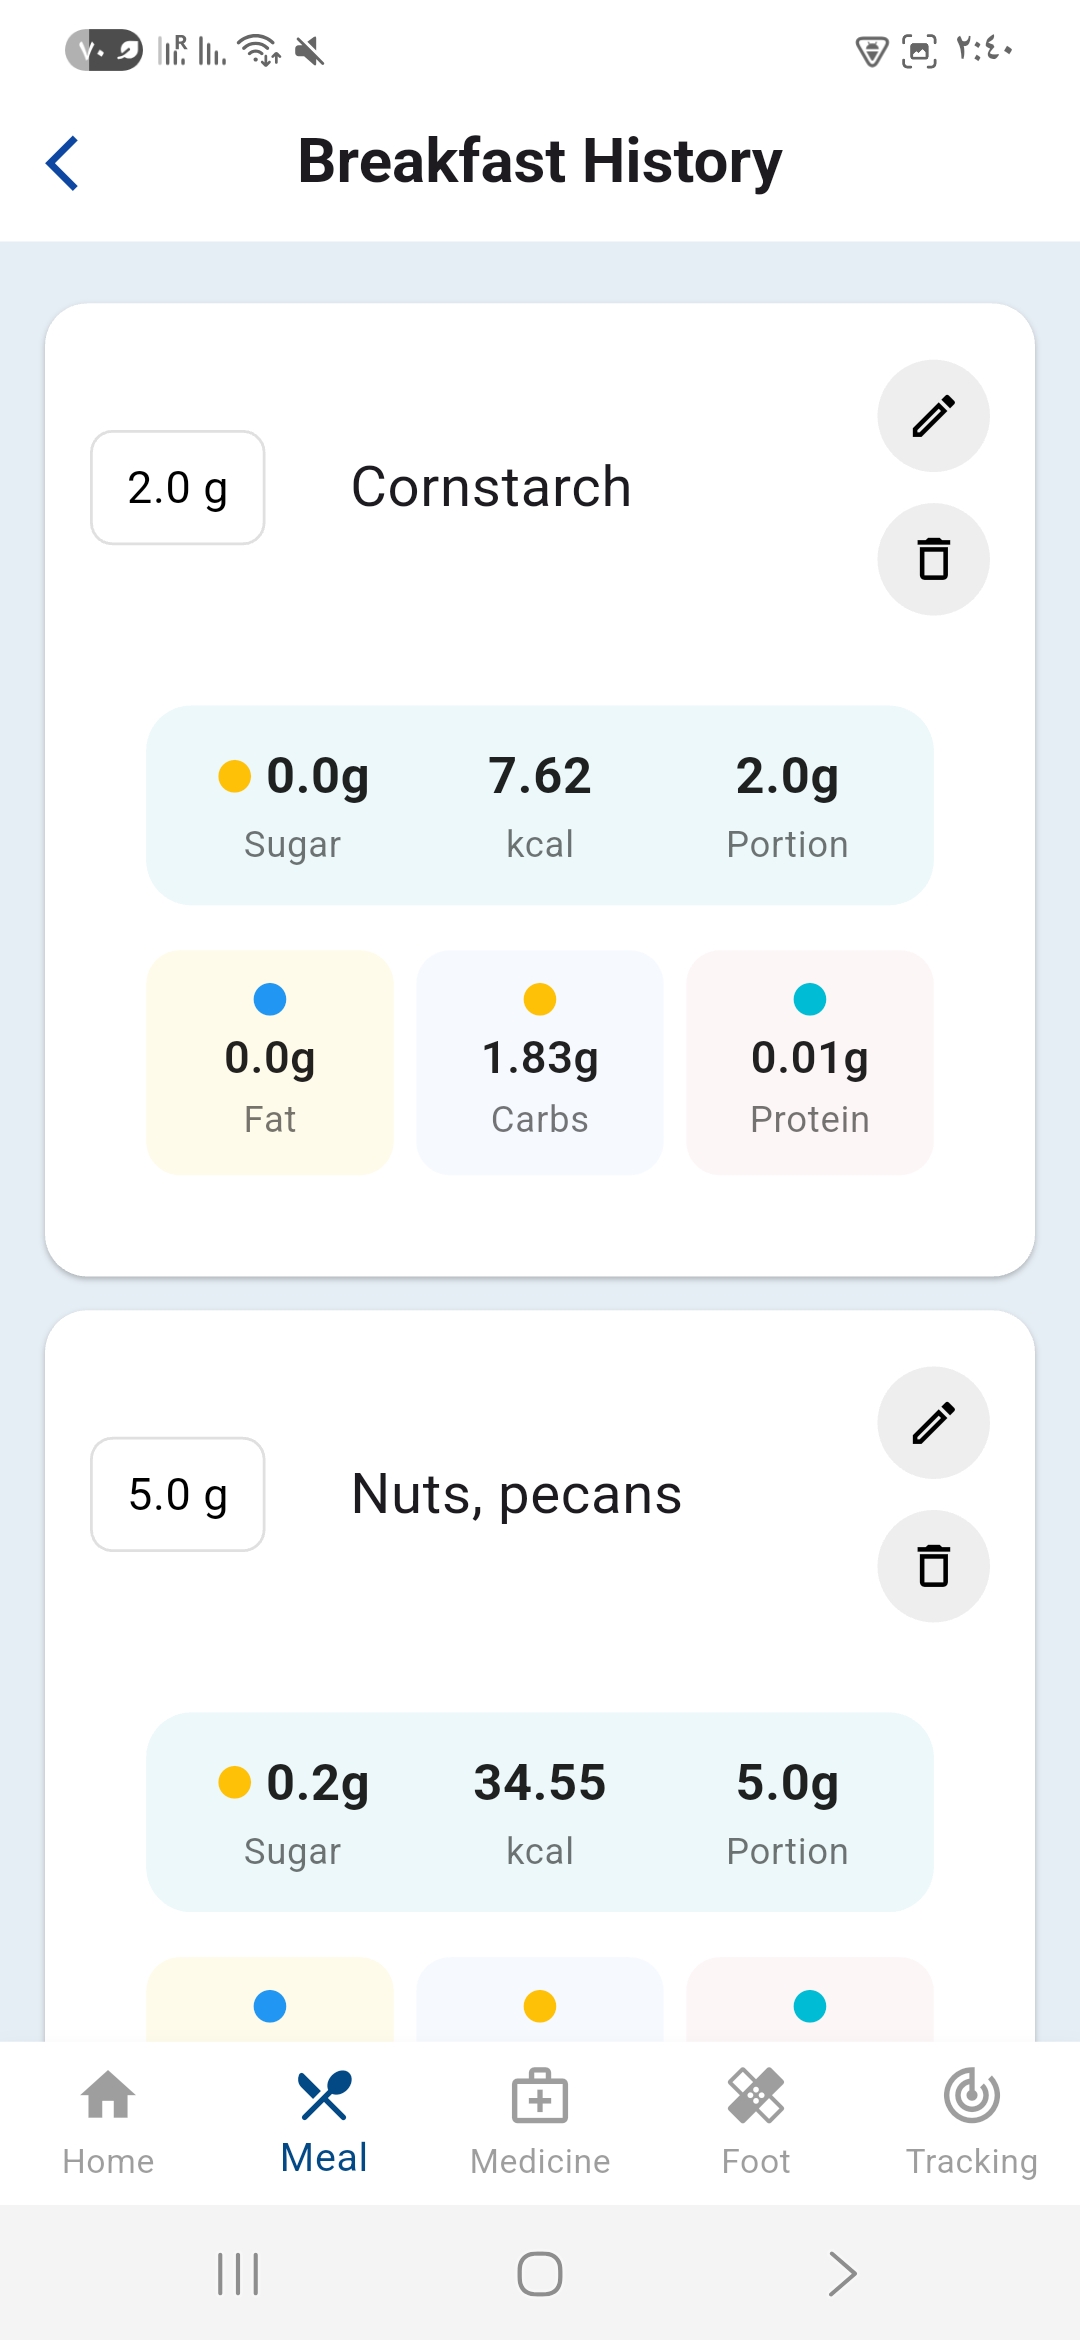 ٧٠ R ٢:٤٠
Breakfast History
2.0 g
Cornstarch
0.0g 7.62 2.0g
Sugar kcal Portion
0.0g 1.83g 0.01g
Fat Carbs Protein
5.0 g
Nuts, pecans
0.2g 34.55 5.0g
Sugar kcal Portion
Home Meal Medicine Foot Tracking